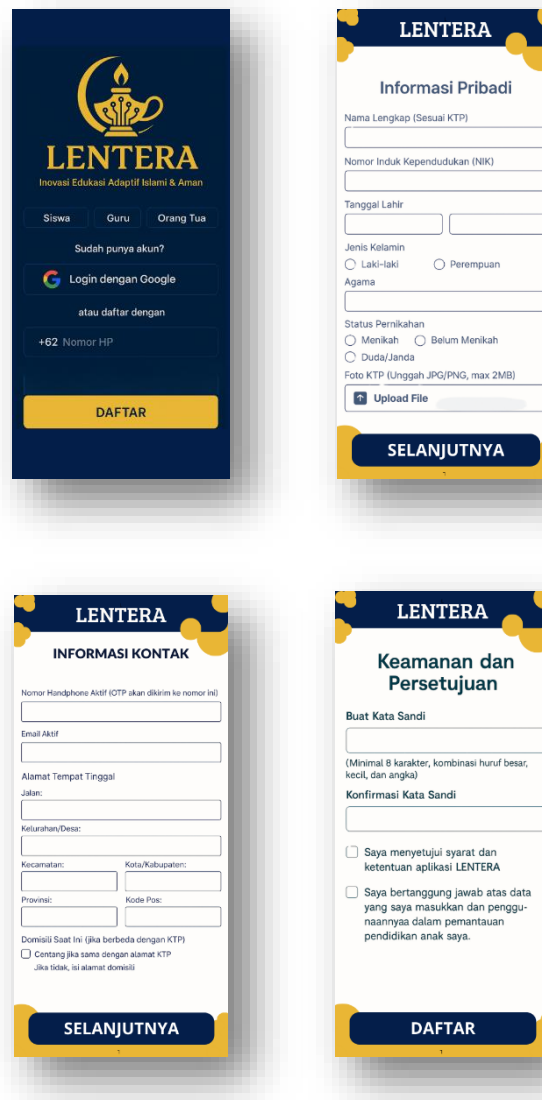 LENTERA
Inovasi Edukasi Adaptif Islami & Aman
Siswa Guru Orang Tua
Sudah punya akun?
Login dengan Google
atau daftar dengan
+62 Nomor HP
DAFTAR
LENTERA
Informasi Pribadi
Nama Lengkap (Sesuai KTP)
Nomor Induk Kependudukan (NIK)
Tanggal Lahir
Jenis Kelamin
Laki-laki Perempuan
Agama
Status Pernikahan
Menikah Belum Menikah
Duda/Janda
Foto KTP (Unggah JPG/PNG, max 2MB)
Upload File
SELANJUTNYA
1
LENTERA
INFORMASI KONTAK
Nomor Handphone Aktif (OTP akan dikirim ke nomor ini)
Email Aktif
Alamat Tempat Tinggal
Jalan:
Kelurahan/Desa:
Kecamatan: Kota/Kabupaten:
Provinsi: Kode Pos:
Domisili Saat Ini (jika berbeda dengan KTP)
Centang jika sama dengan alamat KTP
Jika tidak, isi alamat domisili
SELANJUTNYA
1
LENTERA
Keamanan dan
Persetujuan
Buat Kata Sandi
(Minimal 8 karakter, kombinasi huruf besar,
kecil, dan angka)
Konfirmasi Kata Sandi
Saya menyetujui syarat dan
ketentuan aplikasi LENTERA
Saya bertanggung jawab atas data
yang saya masukkan dan penggu-
naannyaa dalam pemantauan
pendidikan anak saya.
DAFTAR
1